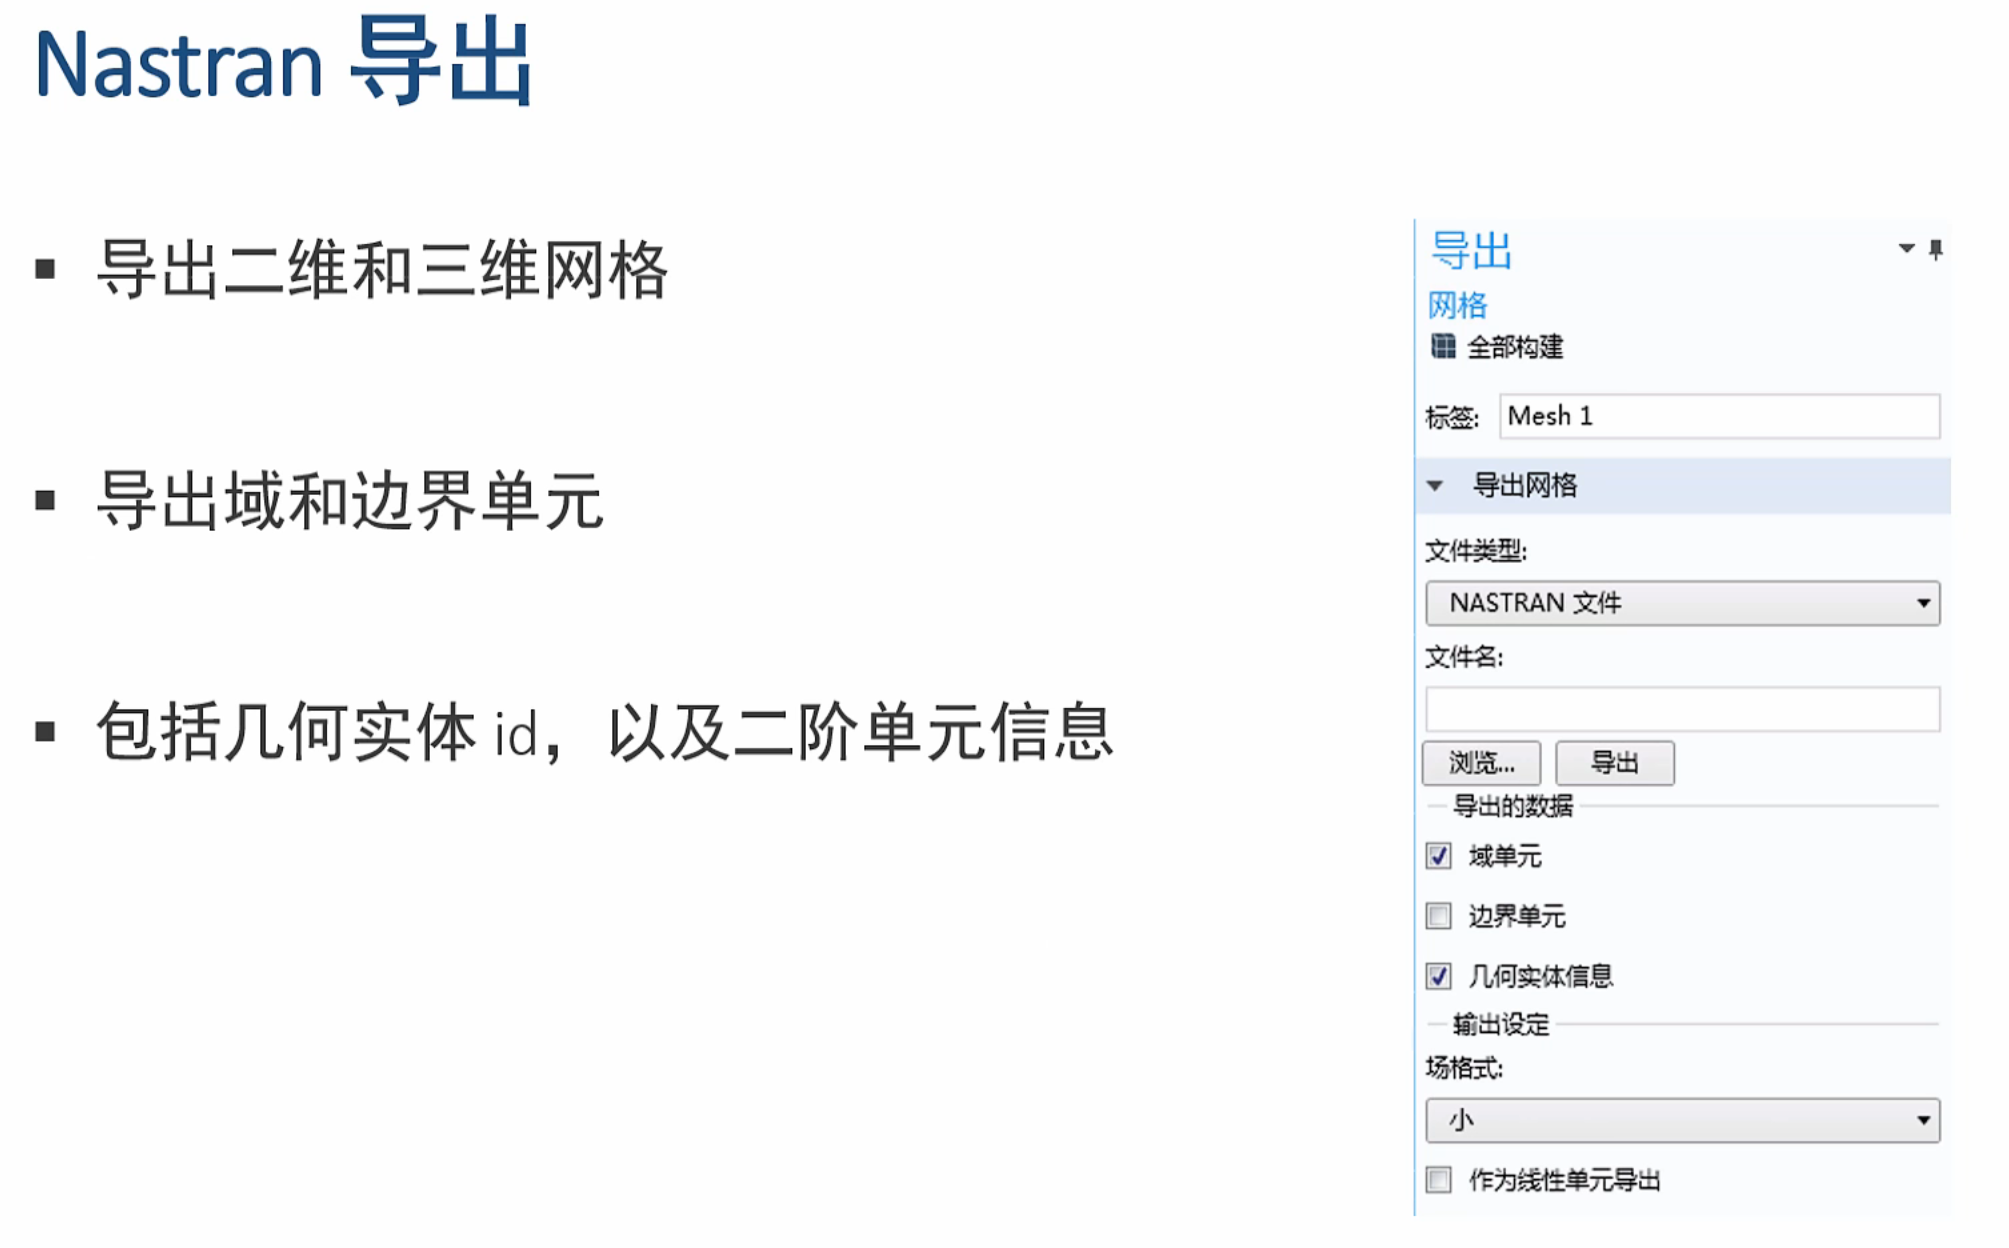 Nastran 导出
▪ 导出二维和三维网格
▪ 导出域和边界单元
▪ 包括几何实体 id，以及二阶单元信息
导出
网格
全部构建
标签: Mesh 1
导出网格
文件类型:
NASTRAN 文件
文件名:
浏览... 导出
导出的数据
域单元
边界单元
几何实体信息
输出设定
场格式:
小
作为线性单元导出